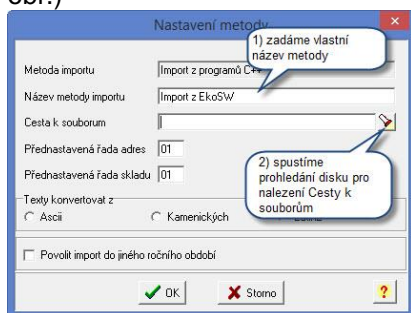 obr.)
Nastavení metody
1) zadáme vlastní
název metody
Metoda importu
Import z programů C++
Název metody importu
Import z EkoSW
Cesta k souborum
Přednastavená řada adres
01
Přednastavená řada skladu
01
2) spustíme
prohledání disku pro
nalezení Cesty k
souborům
Texty konvertovat z
Ascii
Kamenických
Povolit import do jiného ročního období
OK
Storno
?